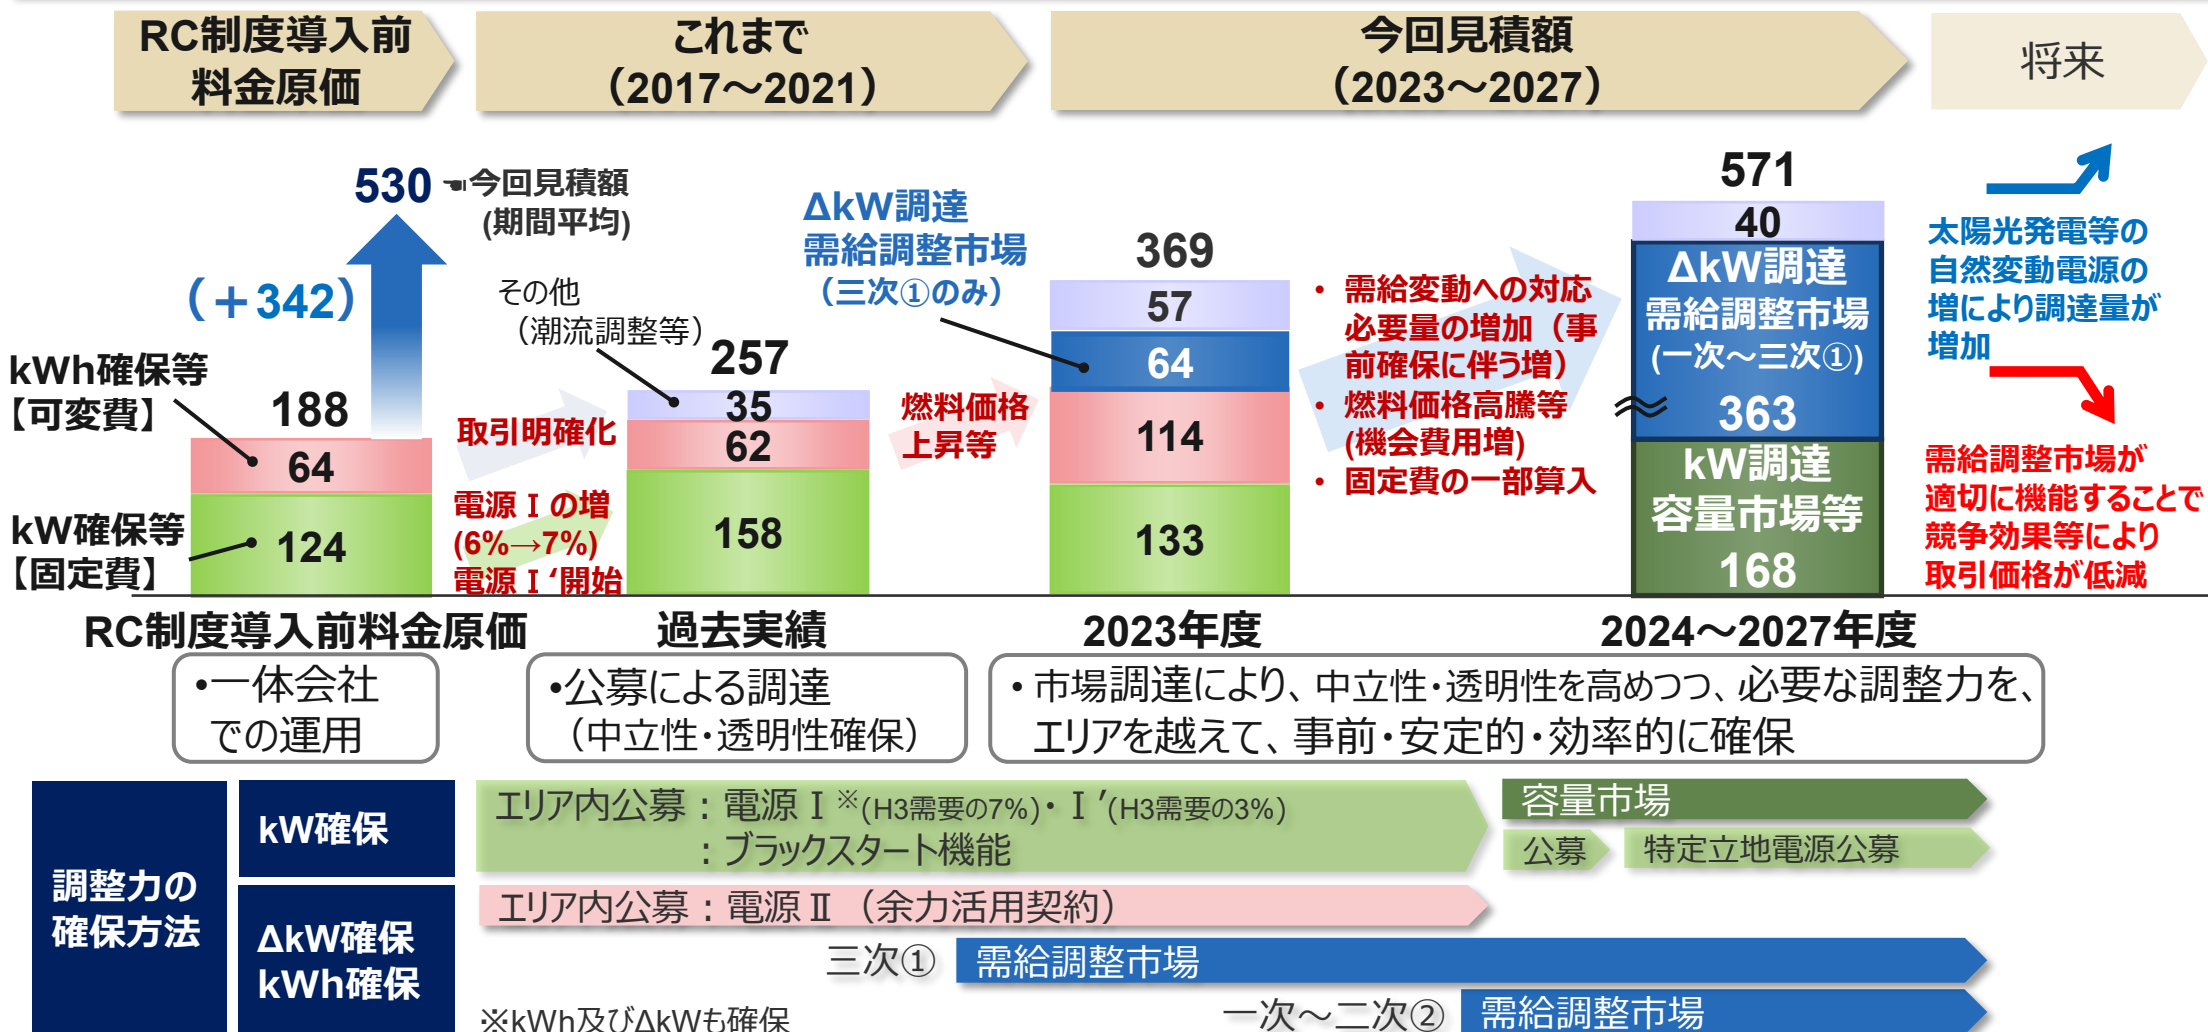 RC制度導入前
料金原価
これまで
（2017～2021）
今回見積額
（2023～2027）
将来
530
☜今回見積額
(期間平均)
（＋342）
kWh確保等
【可変費】
188
64
kW確保等
【固定費】
124
取引明確化
電源Ⅰの増
(6%→7%)
電源Ⅰ‘開始
その他
（潮流調整等）
257
35
62
158
燃料価格
上昇等
ΔkW調達
需給調整市場
（三次①のみ）
369
57
64
114
133
• 需給変動への対応
必要量の増加（事
前確保に伴う増）
• 燃料価格高騰等
(機会費用増)
• 固定費の一部算入
571
40
ΔkW調達
需給調整市場
(一次～三次①)
363
kW調達
容量市場等
168
太陽光発電等の
自然変動電源の
増により調達量が
増加
需給調整市場が
適切に機能することで
競争効果等により
取引価格が低減
RC制度導入前料金原価
過去実績
2023年度
2024～2027年度
•一体会社
での運用
•公募による調達
（中立性・透明性確保）
• 市場調達により、中立性・透明性を高めつつ、必要な調整力を、
エリアを越えて、事前・安定的・効率的に確保
調整力の
確保方法
kW確保
エリア内公募：電源Ⅰ※(H3需要の7%)・Ⅰ’(H3需要の3%)
：ブラックスタート機能
容量市場
公募
特定立地電源公募
ΔkW確保
kWh確保
エリア内公募：電源Ⅱ（余力活用契約）
三次①
需給調整市場
一次～二次②
需給調整市場
※kWh及びΔkWも確保